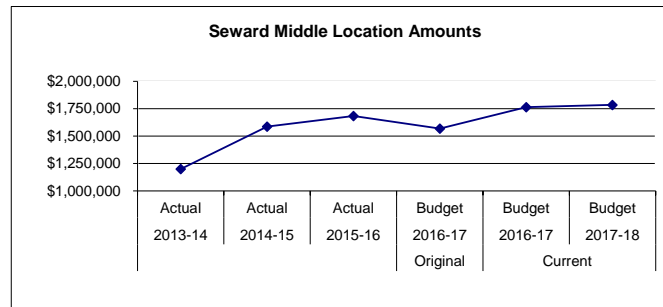 Seward Middle Location Amounts
$2,000,000
$1,750,000
$1,500,000
$1,250,000
$1,000,000
Actual Actual Actual Budget Budget Budget
2013-14 2014-15 2015-16 2016-17 2016-17 2017-18
Original Current